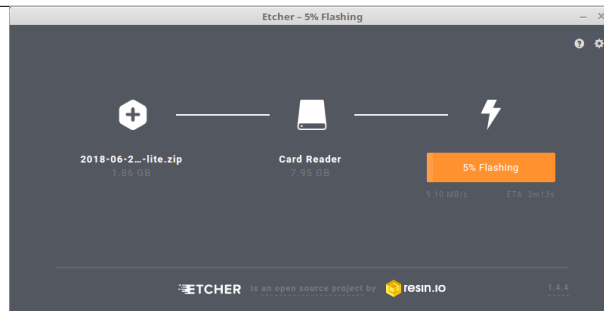 Etcher – 5% Flashing
2018-06-2...-lite.zip
1.86 GB
Card Reader
7.95 GB
5% Flashing
9.10 MB/s
ETA: 3m13s
ETCHER is an open source project by resin.io
1.4.4